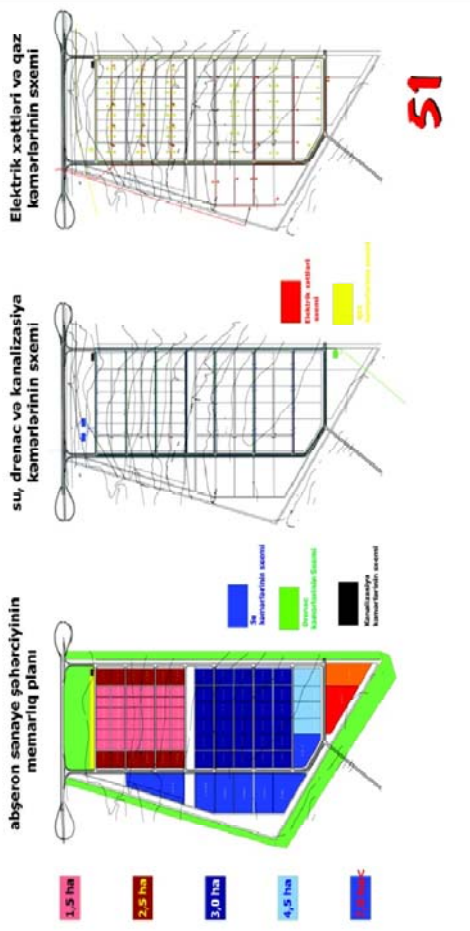 abşeron sənaye şəhərciyinin
memarlıq planı
1,5 ha
2,5 ha
3,0 ha
4,5 ha
su, drenac və kanalizasiya
kəmərlərinin sxemi
Su
kəmərlərinin sxemi
Drenac
kəmərlərinin Sxemi
Kanalizasiya
kəmərlərinin sxemi
Elektrik xəttləri və qaz
kəmərlərinin sxemi
Elektrik xəttləri
sxemi
51